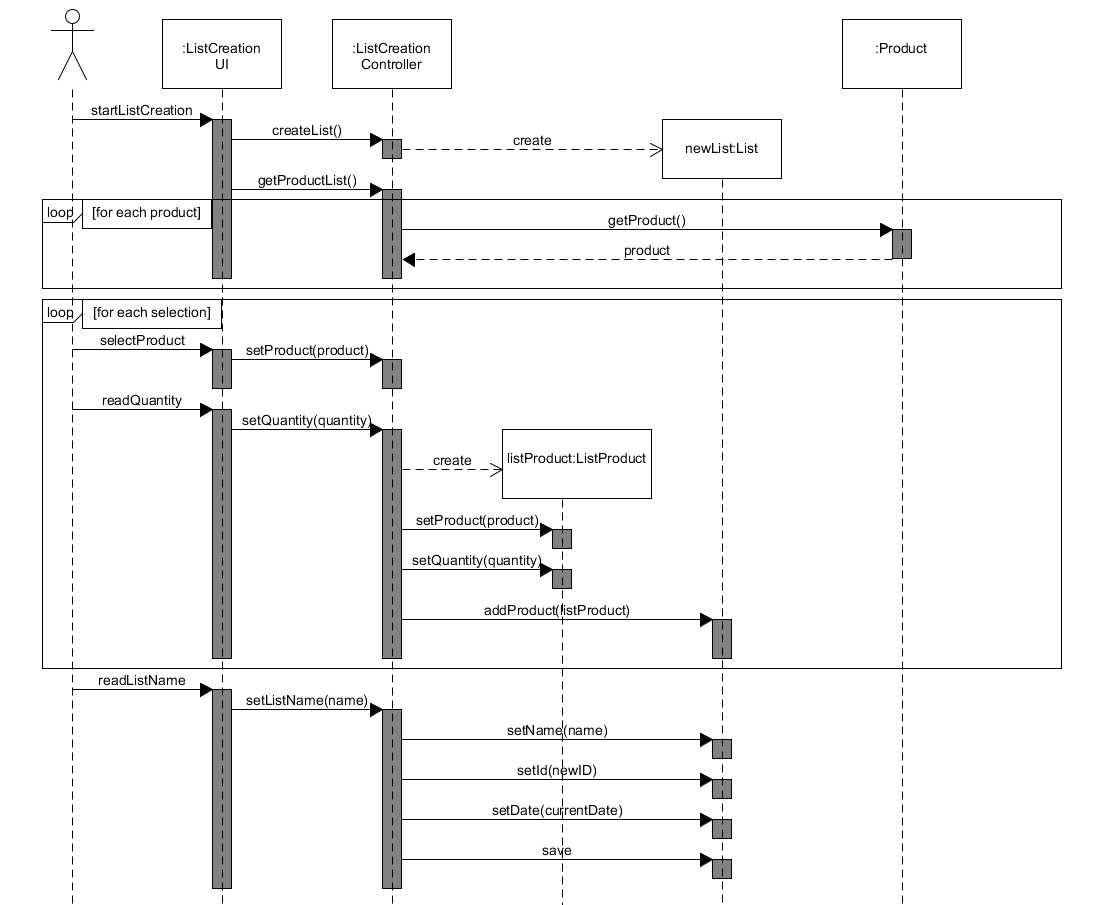 :ListCreation
UI
:ListCreation
Controller
:Product
startListCreation
createList()
create
newList:List
getProductList()
loop
[for each product]
getProduct()
product
loop
[for each selection]
selectProduct
setProduct(product)
readQuantity
setQuantity(quantity)
create
listProduct:ListProduct
setProduct(product)
setQuantity(quantity)
addProduct(listProduct)
readListName
setListName(name)
setName(name)
setId(newID)
setDate(currentDate)
save